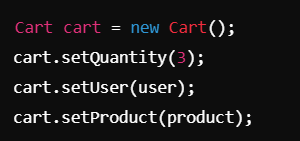 Cart cart = new Cart();
cart.setQuantity(3);
cart.setUser(user);
cart.setProduct(product);